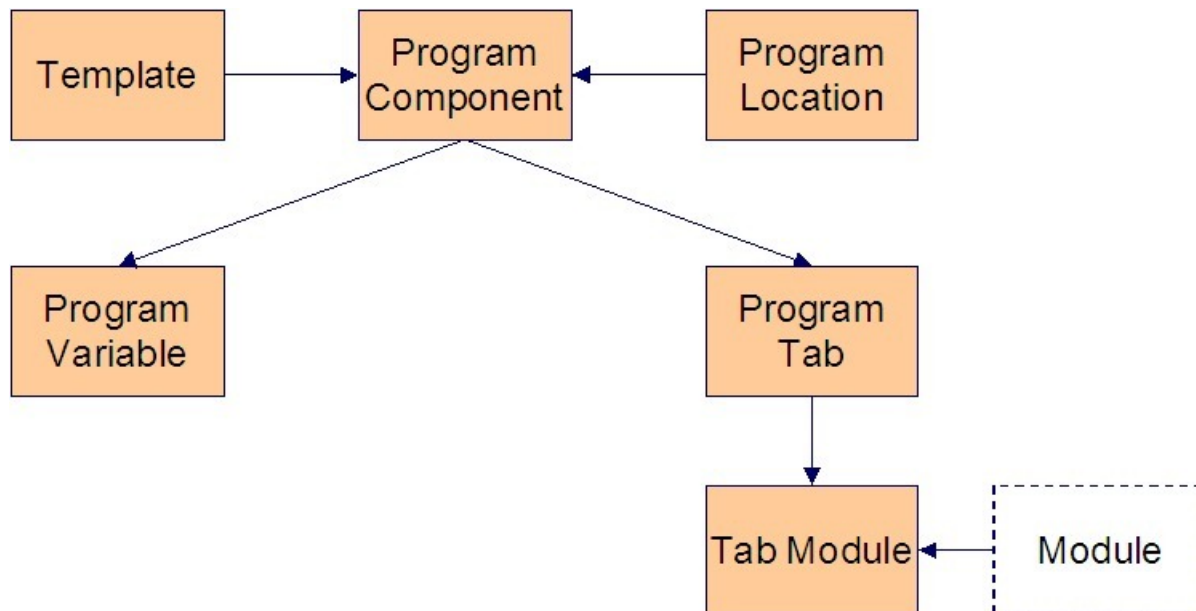 Template
Program
Component
Program
Location
Program
Variable
Program
Tab
Tab Module
Module